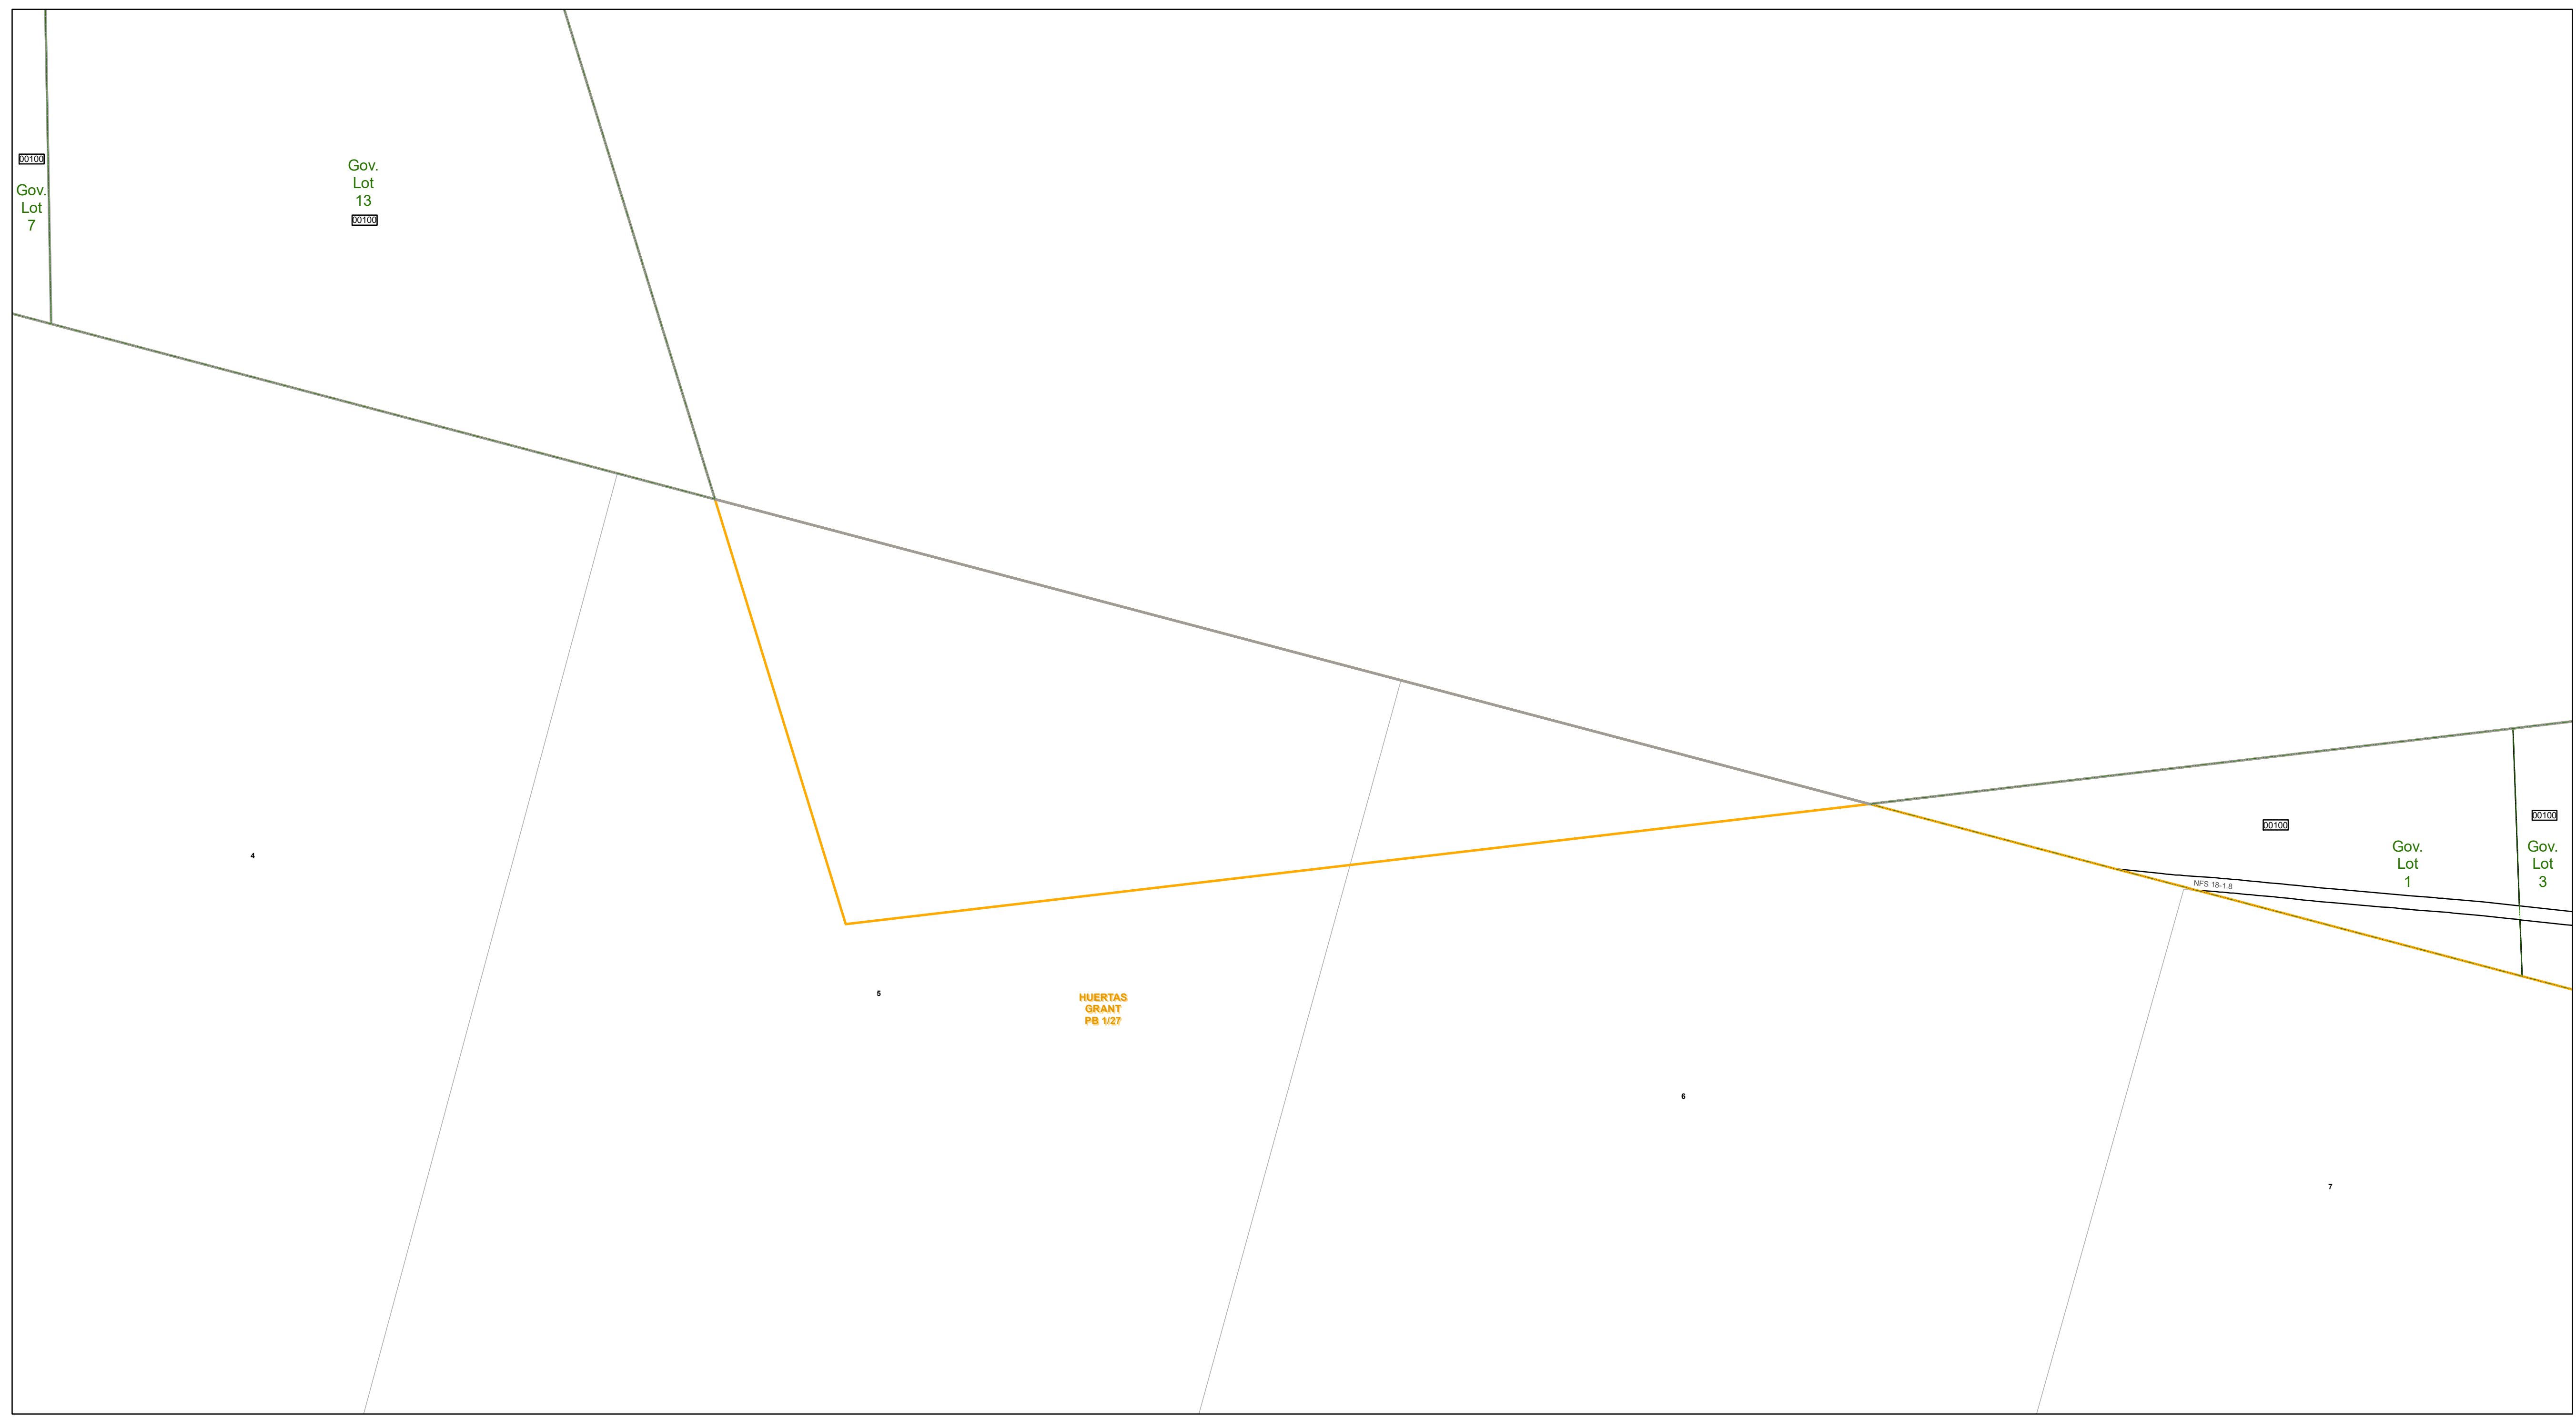 00100
Gov.
Lot
7
Gov.
Lot
13
00100
00100
Gov.
Lot
1
00100
Gov.
Lot
3
NFS 18-1.8
4
5
HUERTAS
GRANT
PB 1/27
6
7